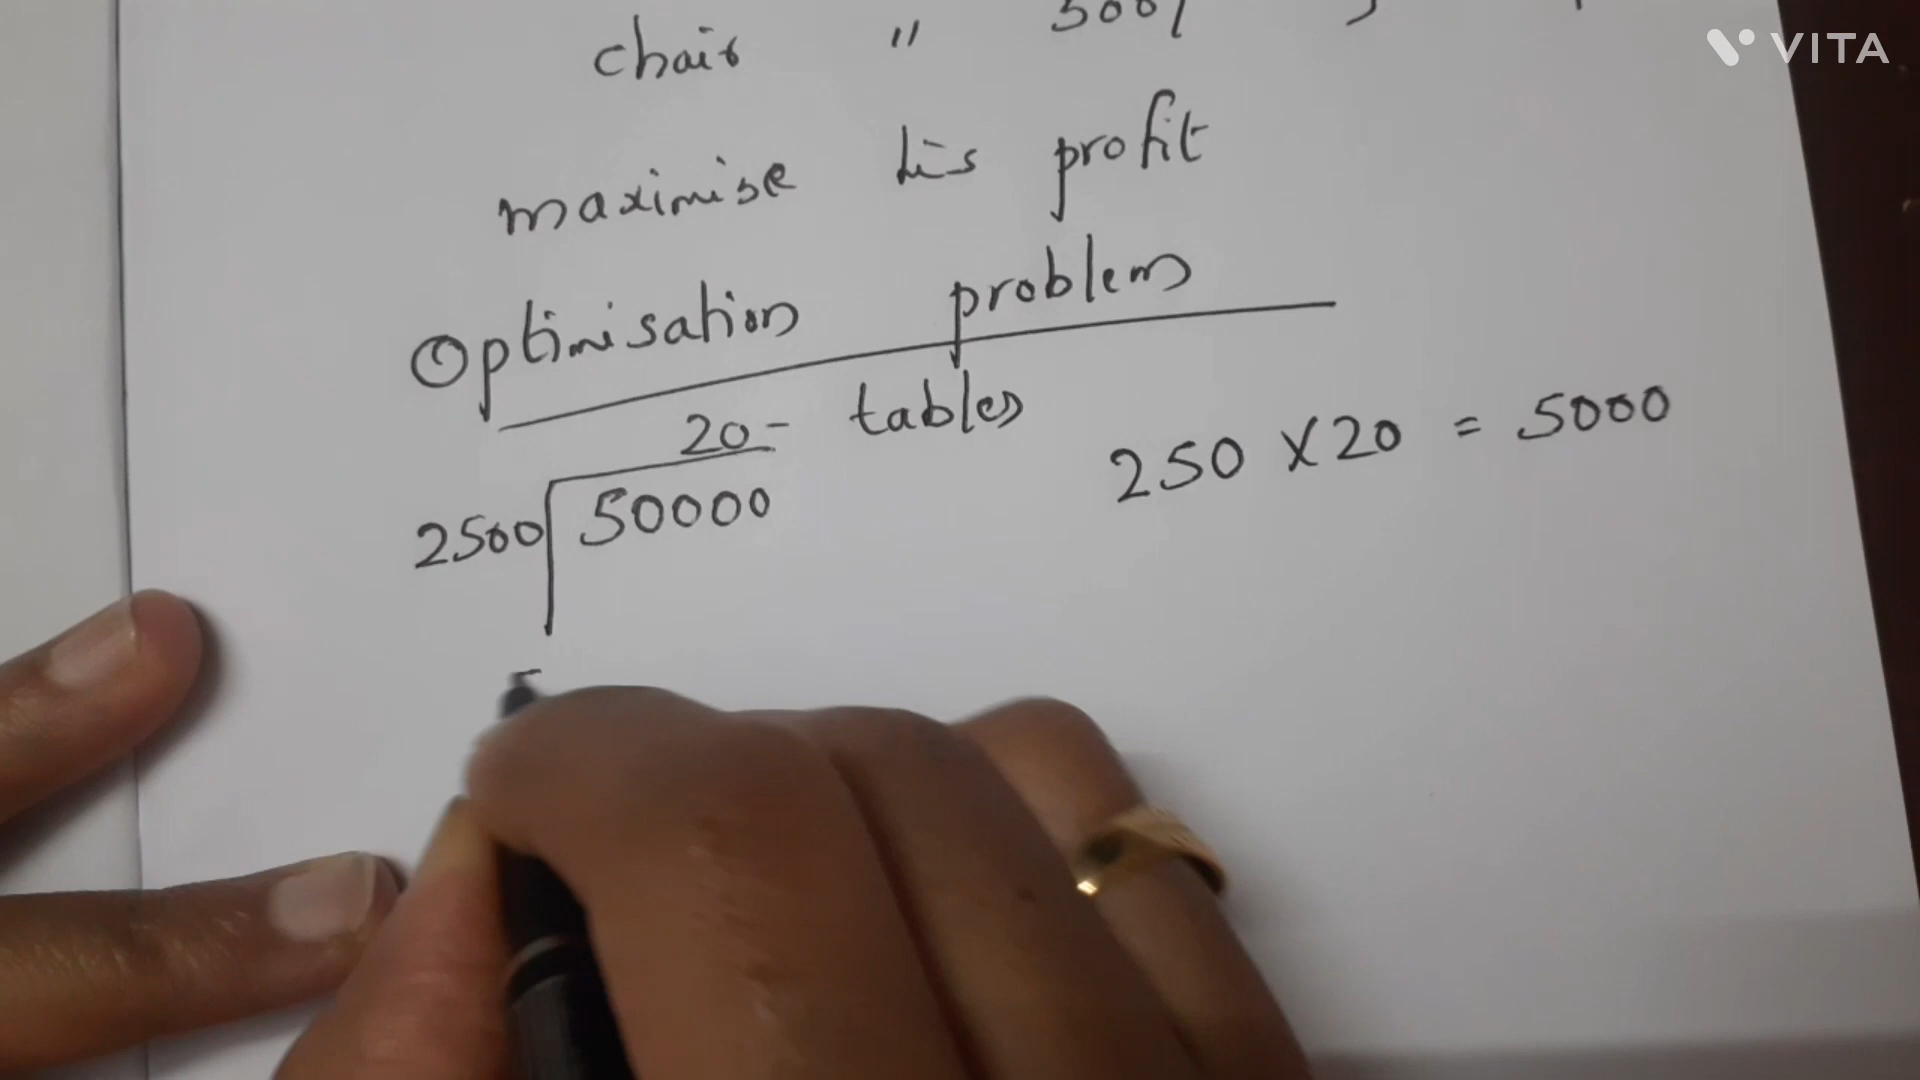 VITA
chair " 500/
maximise his profit
Optimisation problem
20 - tables
250 X 20 = 5000
2500 50000